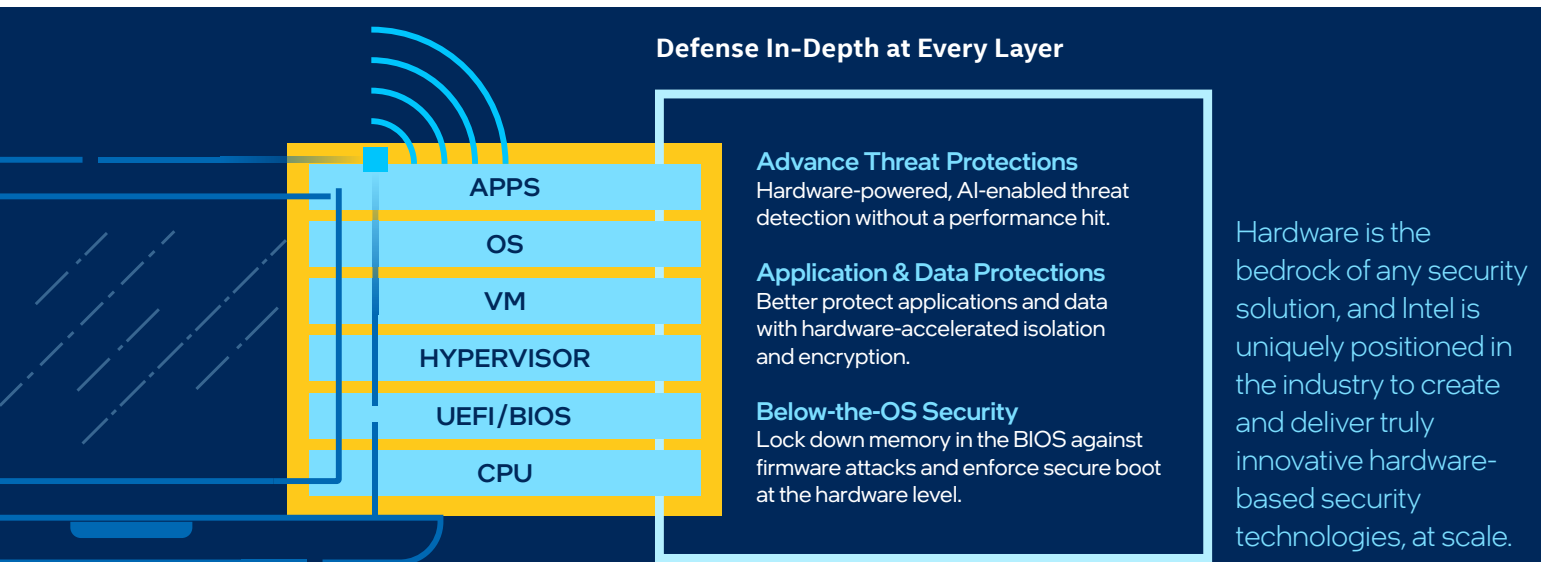 Defense In-Depth at Every Layer
APPS
OS
VM
HYPERVISOR
UEFI/BIOS
CPU
Advance Threat Protections
Hardware-powered, AI-enabled threat
detection without a performance hit.
Application & Data Protections
Better protect applications and data
with hardware-accelerated isolation
and encryption.
Below-the-OS Security
Lock down memory in the BIOS against
firmware attacks and enforce secure boot
at the hardware level.
Hardware is the
bedrock of any security
solution, and Intel is
uniquely positioned in
the industry to create
and deliver truly
innovative hardware-
based security
technologies, at scale.